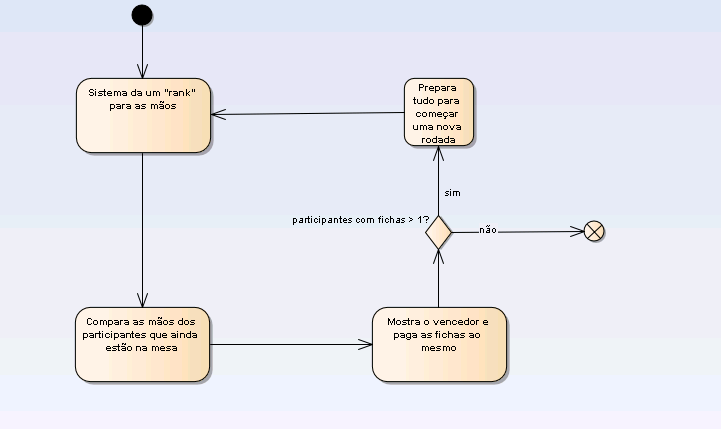 Sistema da um "rank"
para as mãos
Prepara
tudo para
começar
uma nova
rodada
sim
participantes com fichas > 1?
não
Compara as mãos dos
participantes que ainda
estão na mesa
Mostra o vencedor e
paga as fichas ao
mesmo